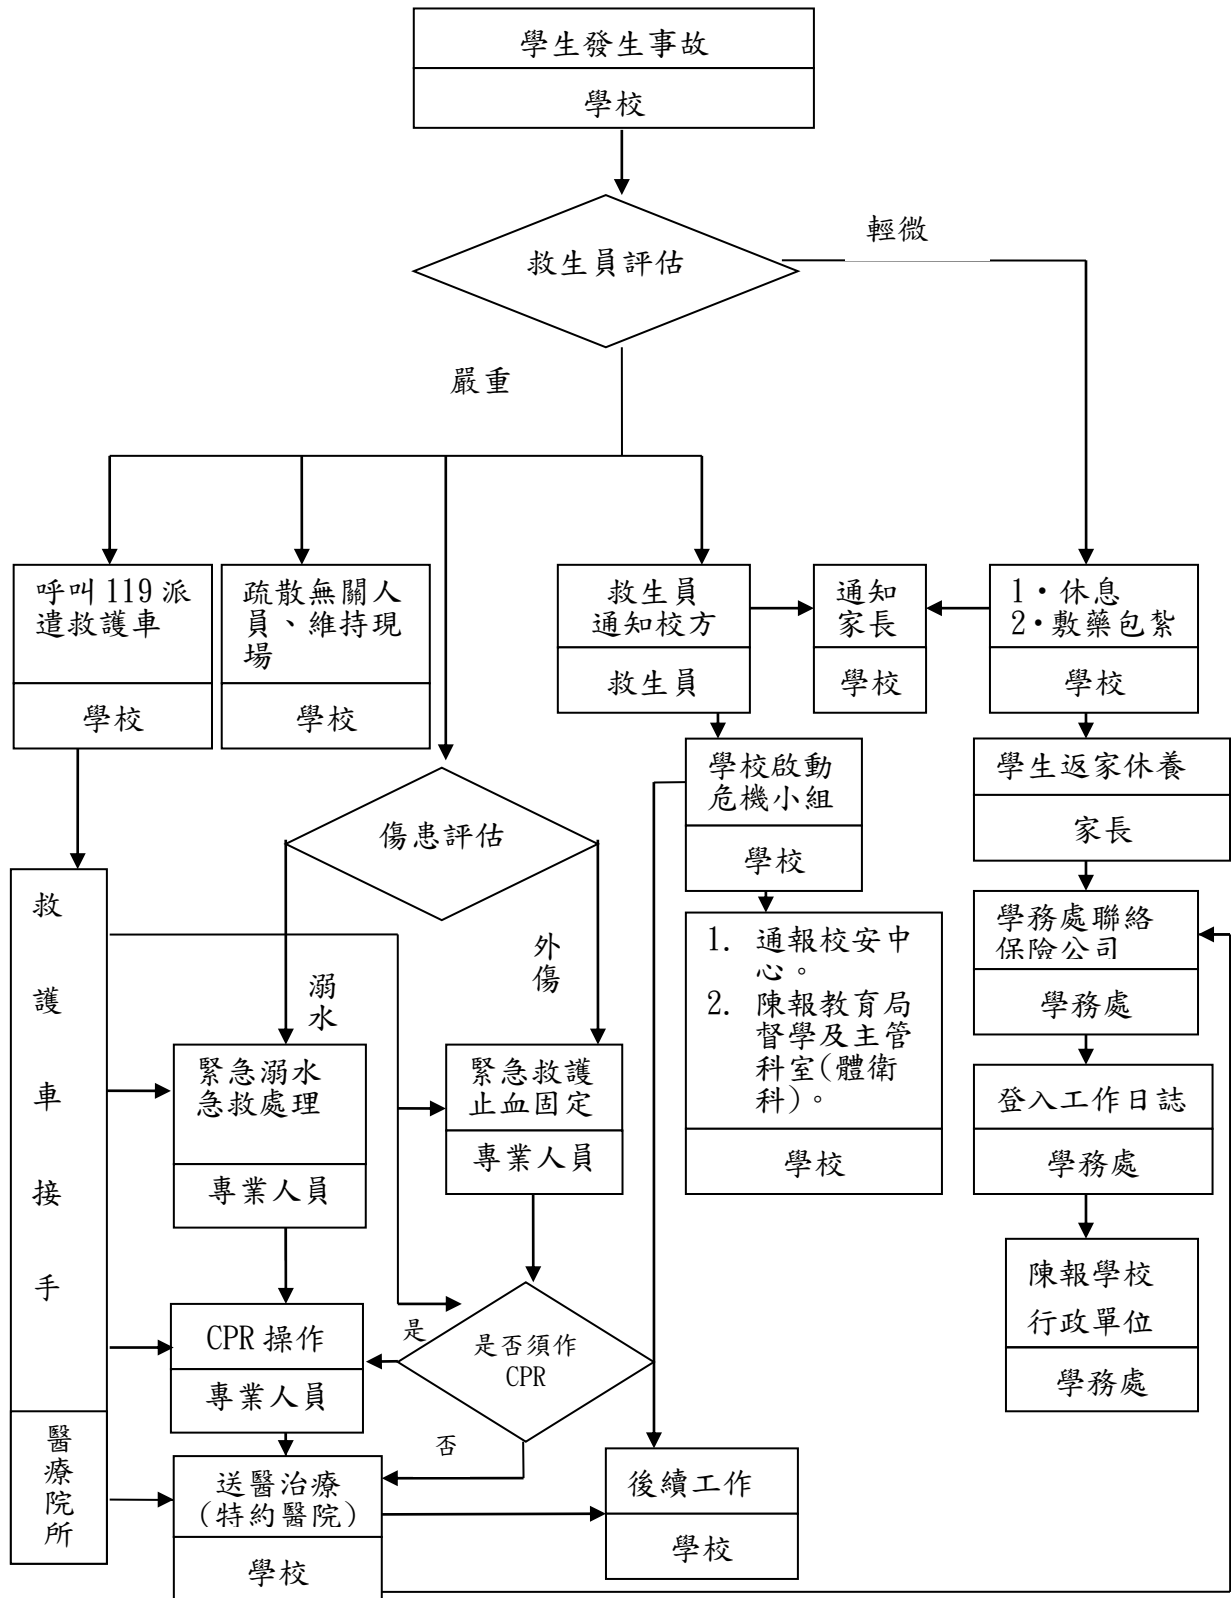 學生發生事故
學校
救生員評估
輕微
嚴重
呼叫119派
遣救護車
學校
疏散無關人
員、維持現
場
學校
救生員
通知校方
救生員
通知
家長
學校
1‧休息
2‧敷藥包紮
學校
傷患評估
學校啟動
危機小組
學校
學生返家休養
家長
救
護
車
接
手
醫
療
院
所
溺
水
外
傷
1. 通報校安中
心。
2. 陳報教育局
督學及主管
科室(體衛
科)。
學校
學務處聯絡
保險公司
學務處
緊急溺水
急救處理
專業人員
緊急救護
止血固定
專業人員
登入工作日誌
學務處
CPR操作
專業人員
是
是否須作
CPR
否
陳報學校
行政單位
學務處
送醫治療
(特約醫院)
學校
後續工作
學校